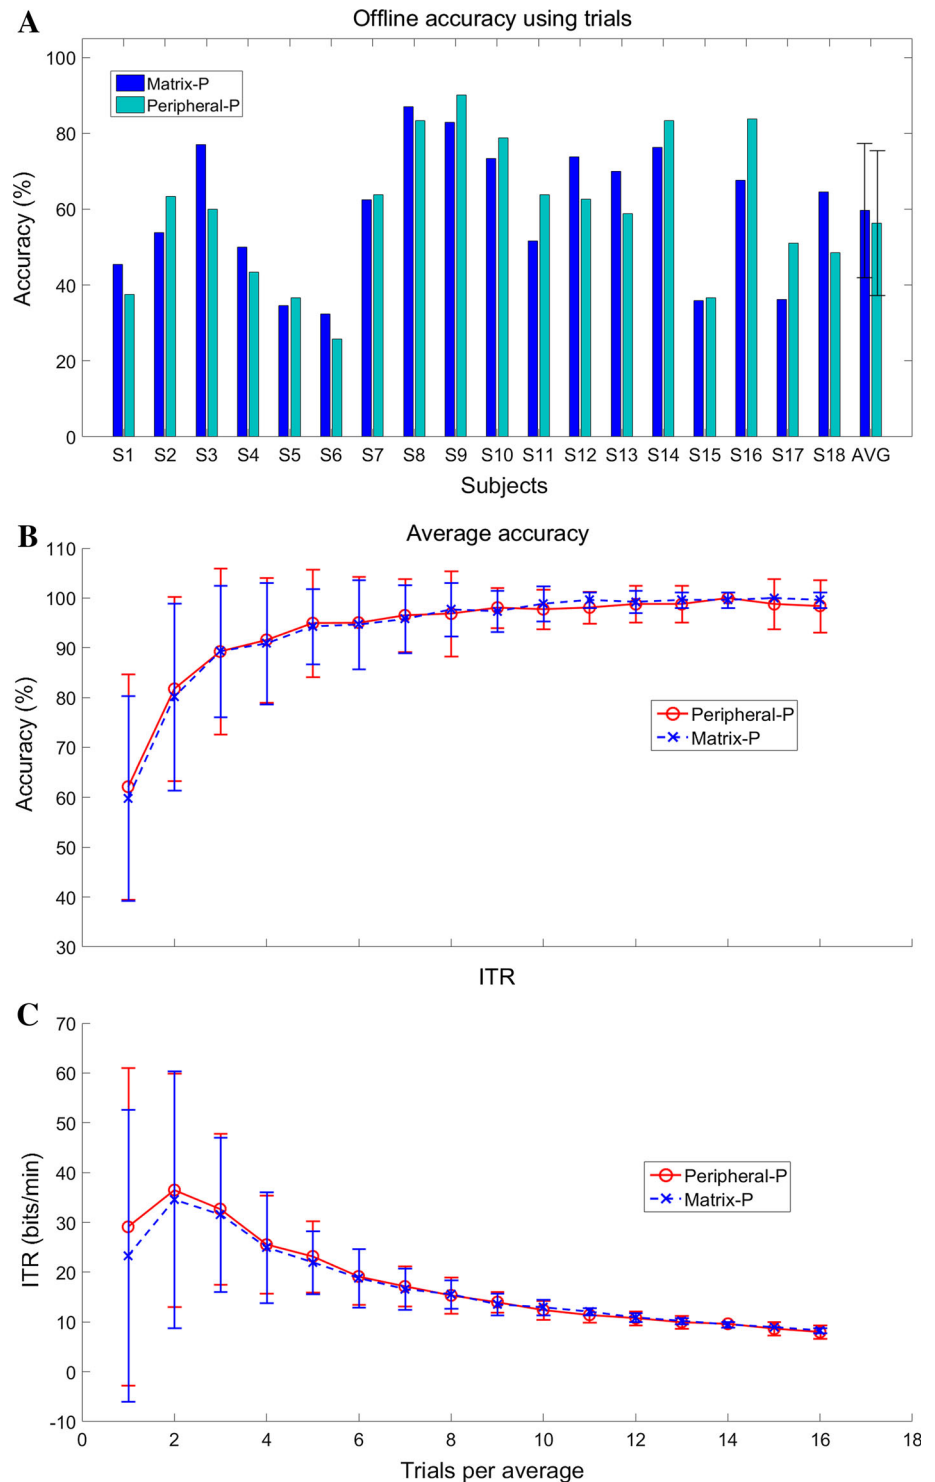 A
Offline accuracy using trials
100
80
60
40
20
0
Accuracy (%)
Matrix-P
Peripheral-P
S1 S2 S3 S4 S5 S6 S7 S8 S9 S10 S11 S12 S13 S14 S15 S16 S17 S18 AVG
Subjects
B
Average accuracy
110
100
90
80
70
60
50
40
30
Accuracy (%)
Peripheral-P
Matrix-P
C
ITR
70
60
50
40
30
20
10
0
-10
ITR (bits/min)
Peripheral-P
Matrix-P
0 2 4 6 8 10 12 14 16 18
Trials per average